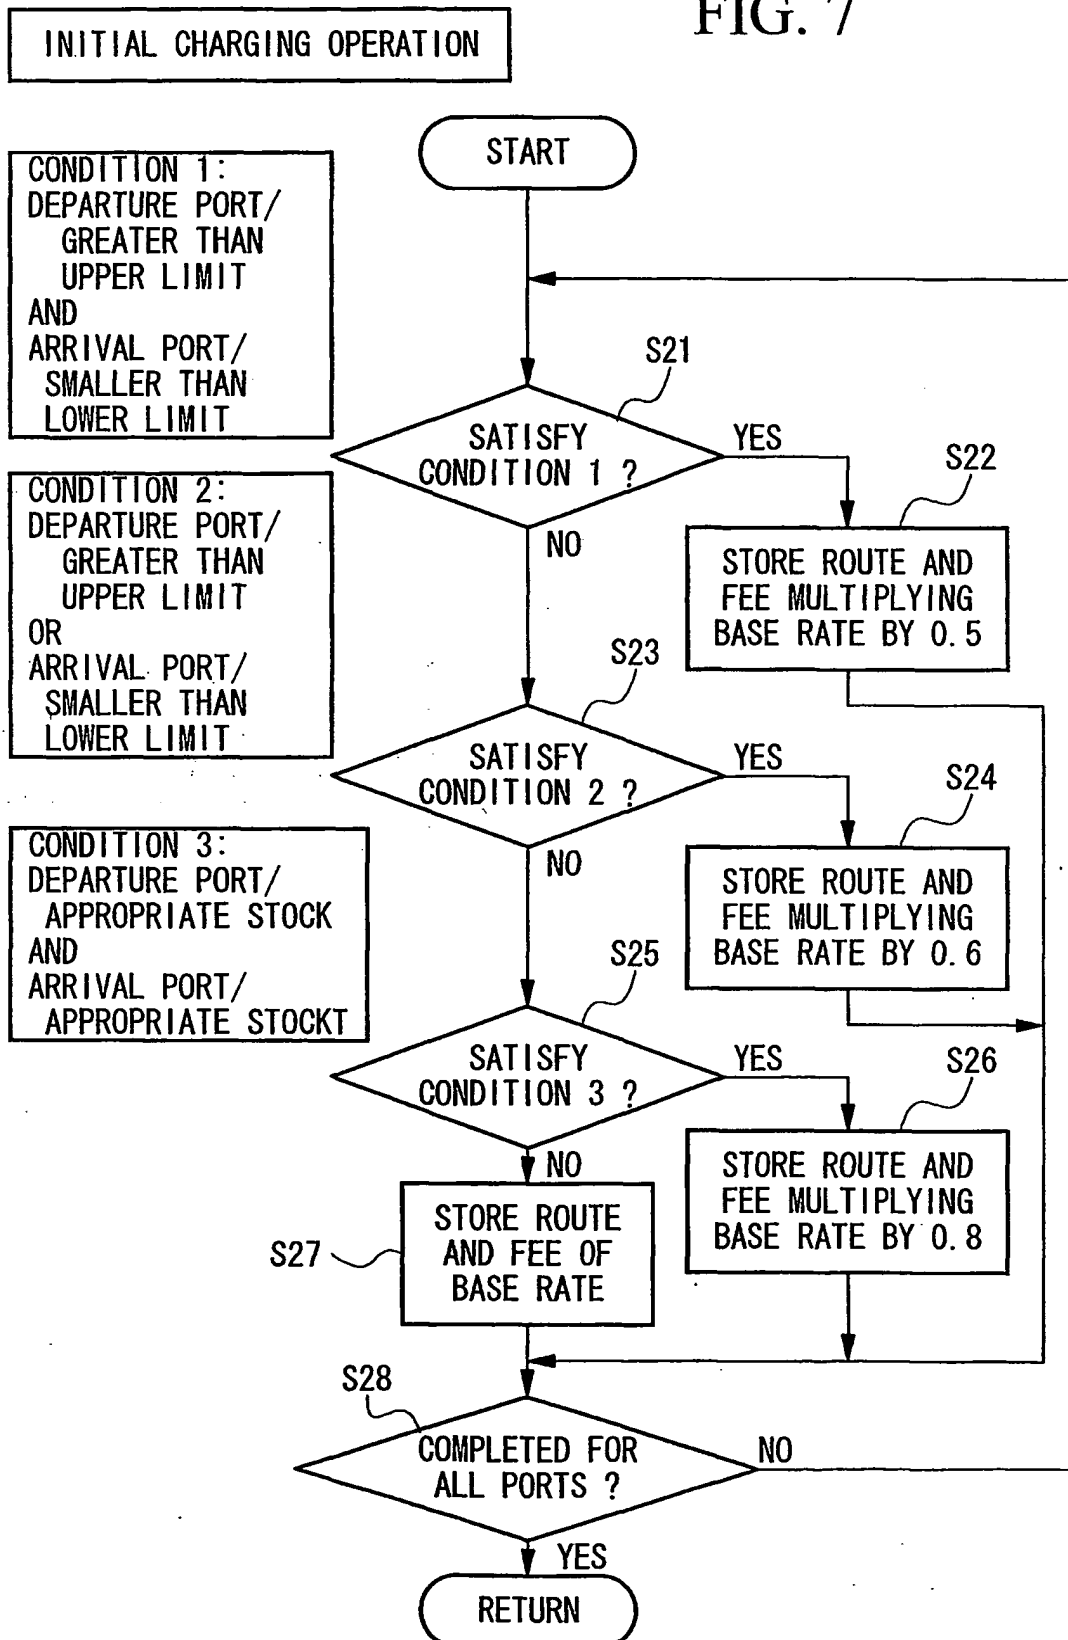 FIG. 7
INITIAL CHARGING OPERATION
START
CONDITION 1:
DEPARTURE PORT/
GREATER THAN
UPPER LIMIT
AND
ARRIVAL PORT/
SMALLER THAN
LOWER LIMIT
S21
SATISFY
CONDITION 1 ?
YES
NO
S22
STORE ROUTE AND
FEE MULTIPLYING
BASE RATE BY 0.5
CONDITION 2:
DEPARTURE PORT/
GREATER THAN
UPPER LIMIT
OR
ARRIVAL PORT/
SMALLER THAN
LOWER LIMIT
S23
SATISFY
CONDITION 2 ?
YES
NO
S24
STORE ROUTE AND
FEE MULTIPLYING
BASE RATE BY 0.6
CONDITION 3:
DEPARTURE PORT/
APPROPRIATE STOCK
AND
ARRIVAL PORT/
APPROPRIATE STOCKT
S25
SATISFY
CONDITION 3 ?
YES
NO
S26
STORE ROUTE AND
FEE MULTIPLYING
BASE RATE BY 0.8
S27
STORE ROUTE
AND FEE OF
BASE RATE
S28
COMPLETED FOR
ALL PORTS ?
NO
YES
RETURN